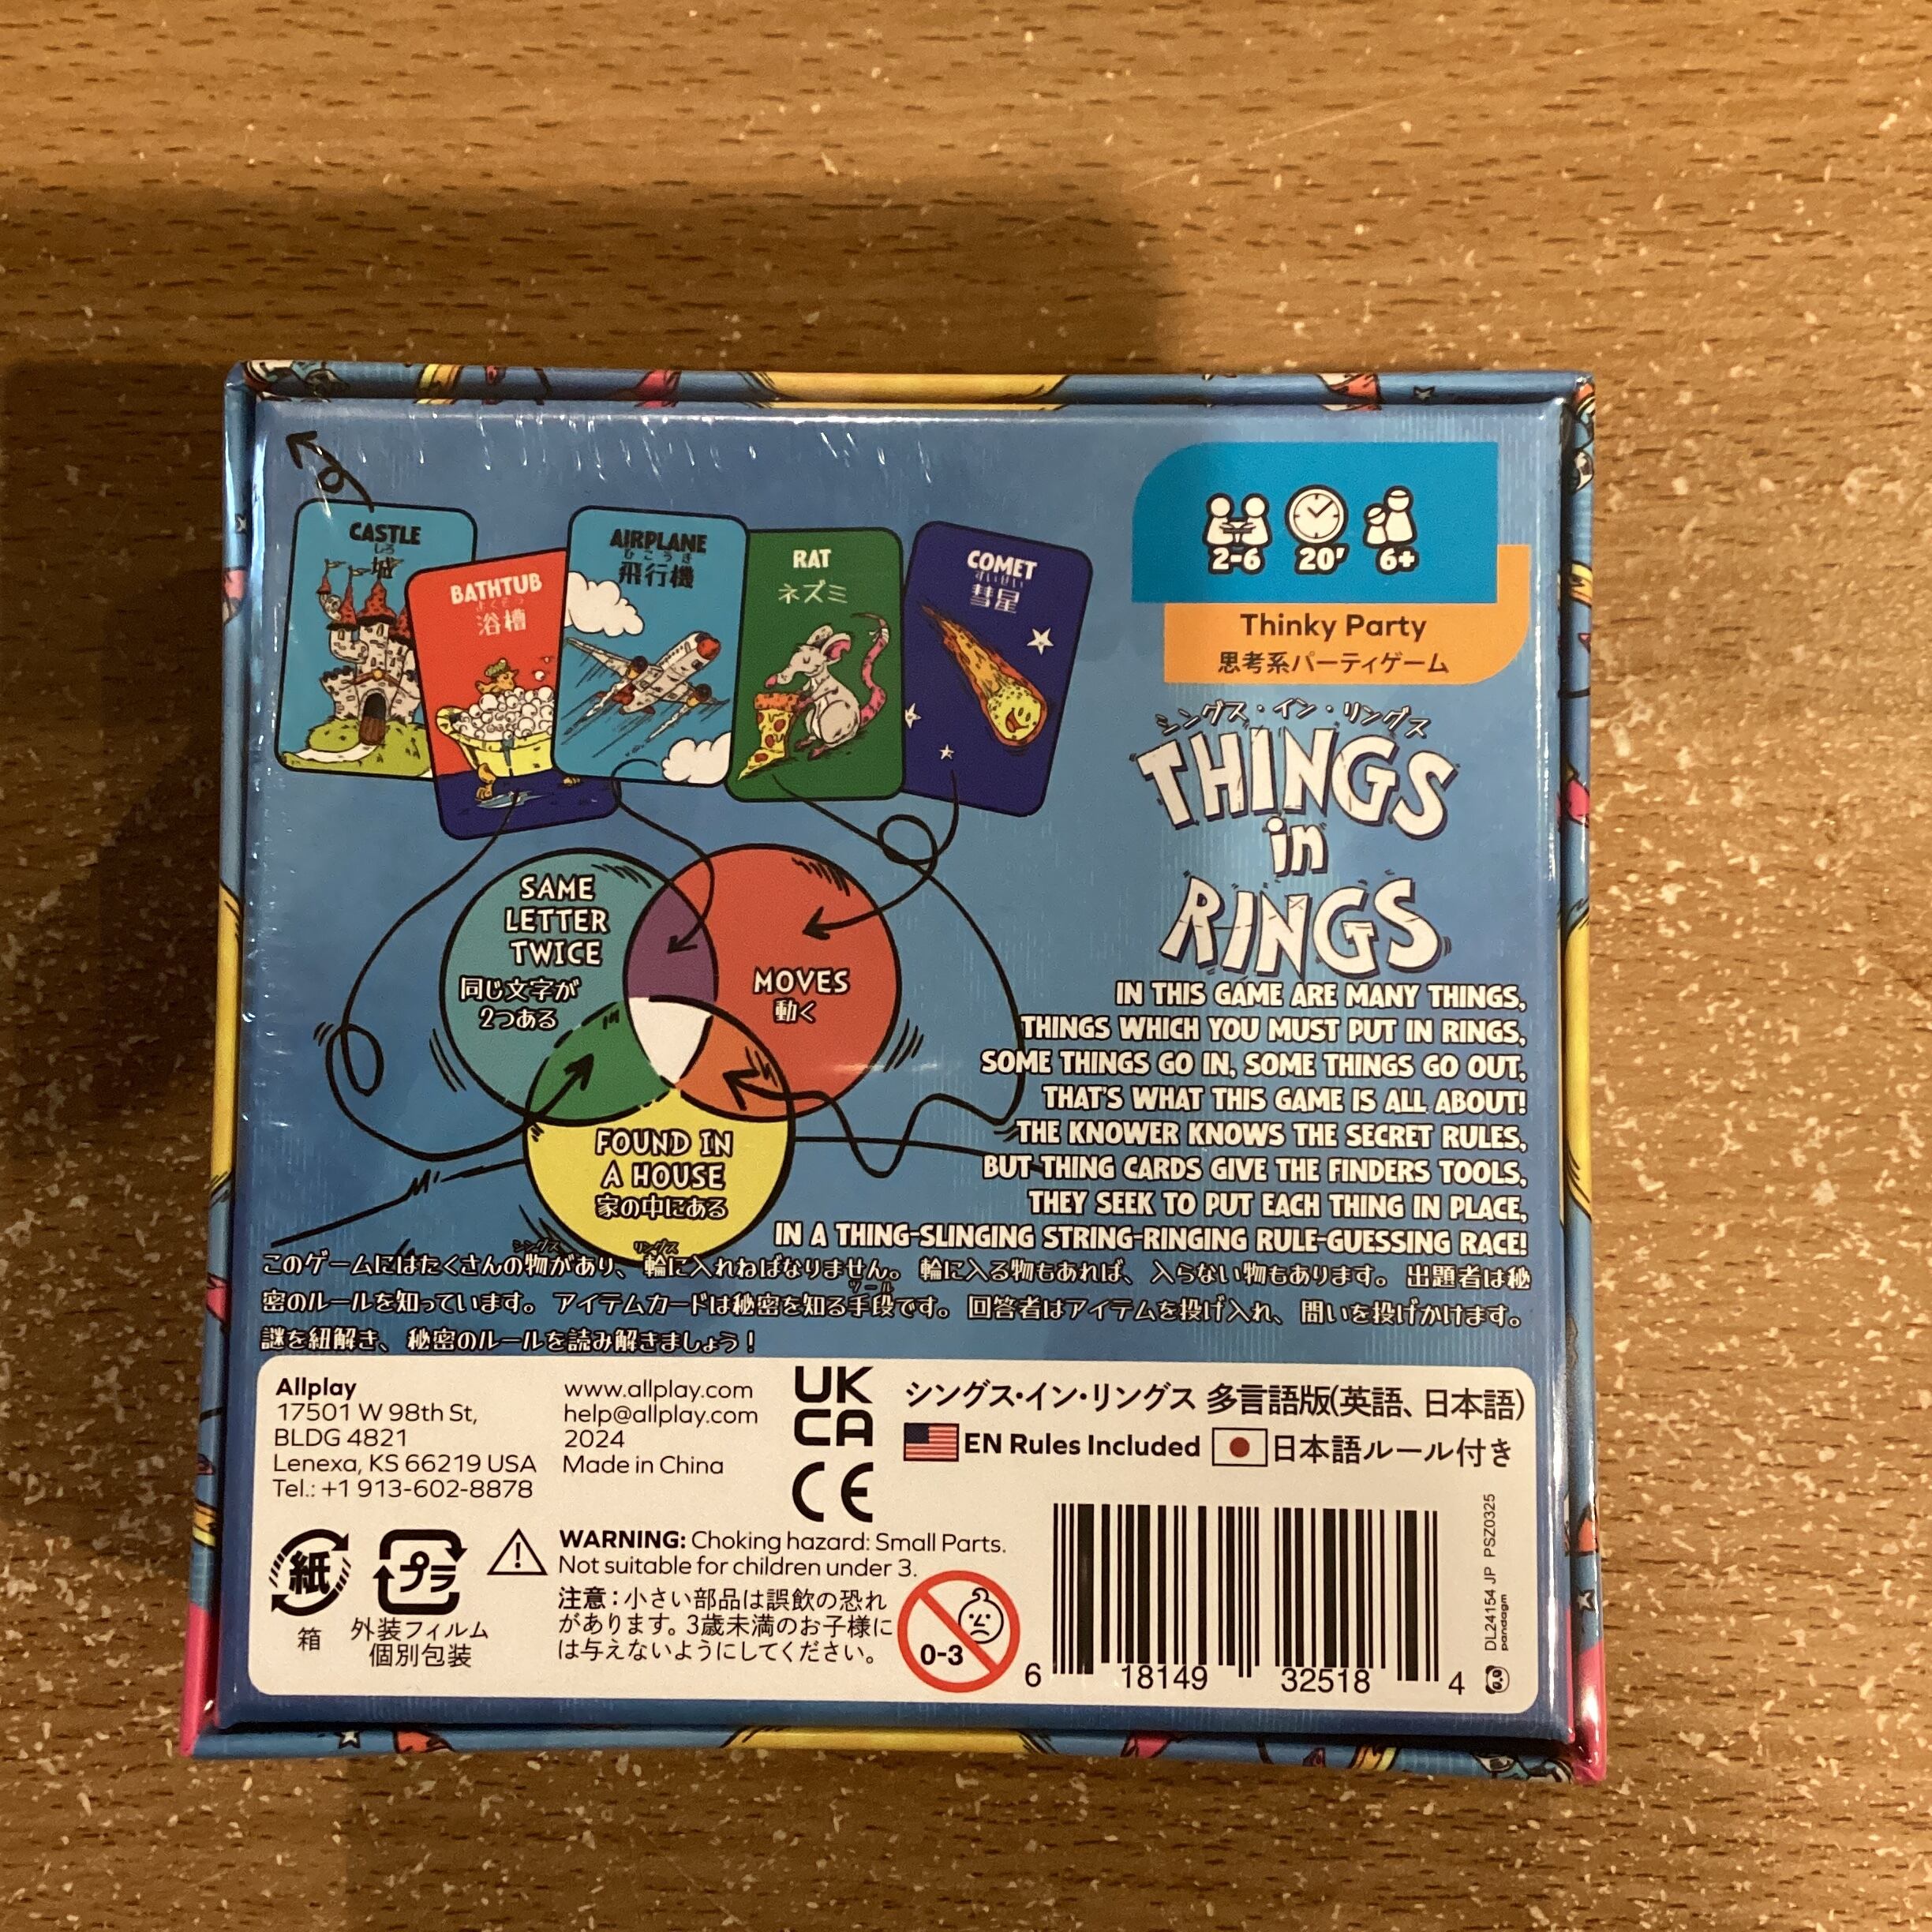 CASTLE
しろ
城
BATHTUB
よくそう
浴槽
AIRPLANE
ひこうき
飛行機
RAT
ネズミ
COMET
すいせい
彗星
2-6 20' 6+
Thinky Party
思考系パーティゲーム
シングス・イン・リングス
THINGS
in
RINGS
SAME
LETTER
TWICE
同じ文字が
2つある
MOVES
動く
FOUND IN
A HOUSE
家の中にある
IN THIS GAME ARE MANY THINGS,
THINGS WHICH YOU MUST PUT IN RINGS,
SOME THINGS GO IN, SOME THINGS GO OUT,
THAT'S WHAT THIS GAME IS ALL ABOUT!
THE KNOWER KNOWS THE SECRET RULES,
BUT THING CARDS GIVE THE FINDERS TOOLS,
THEY SEEK TO PUT EACH THING IN PLACE,
IN A THING-SLINGING STRING-RINGING RULE-GUESSING RACE!
シングス リングス
このゲームにはたくさんの物があり、輪に入れねばなりません。輪に入る物もあれば、入らない物もあります。出題者は秘
ツール
密のルールを知っています。アイテムカードは秘密を知る手段です。回答者はアイテムを投げ入れ、問いを投げかけます。
謎を紐解き、秘密のルールを読み解きましょう！
Allplay
17501 W 98th St,
BLDG 4821
Lenexa, KS 66219 USA
Tel.: +1 913-602-8878
www.allplay.com
help@allplay.com
2024
Made in China
UK
CA
CE
シングス・イン・リングス 多言語版(英語、日本語)
EN Rules Included 日本語ルール付き
紙
箱
プラ
外装フィルム
個別包装
WARNING: Choking hazard: Small Parts.
Not suitable for children under 3.
注意：小さい部品は誤飲の恐れ
があります。3歳未満のお子様に
は与えないようにしてください。
0-3
6 18149 32518 4
DL24154 JP PSZ0325
pandagm